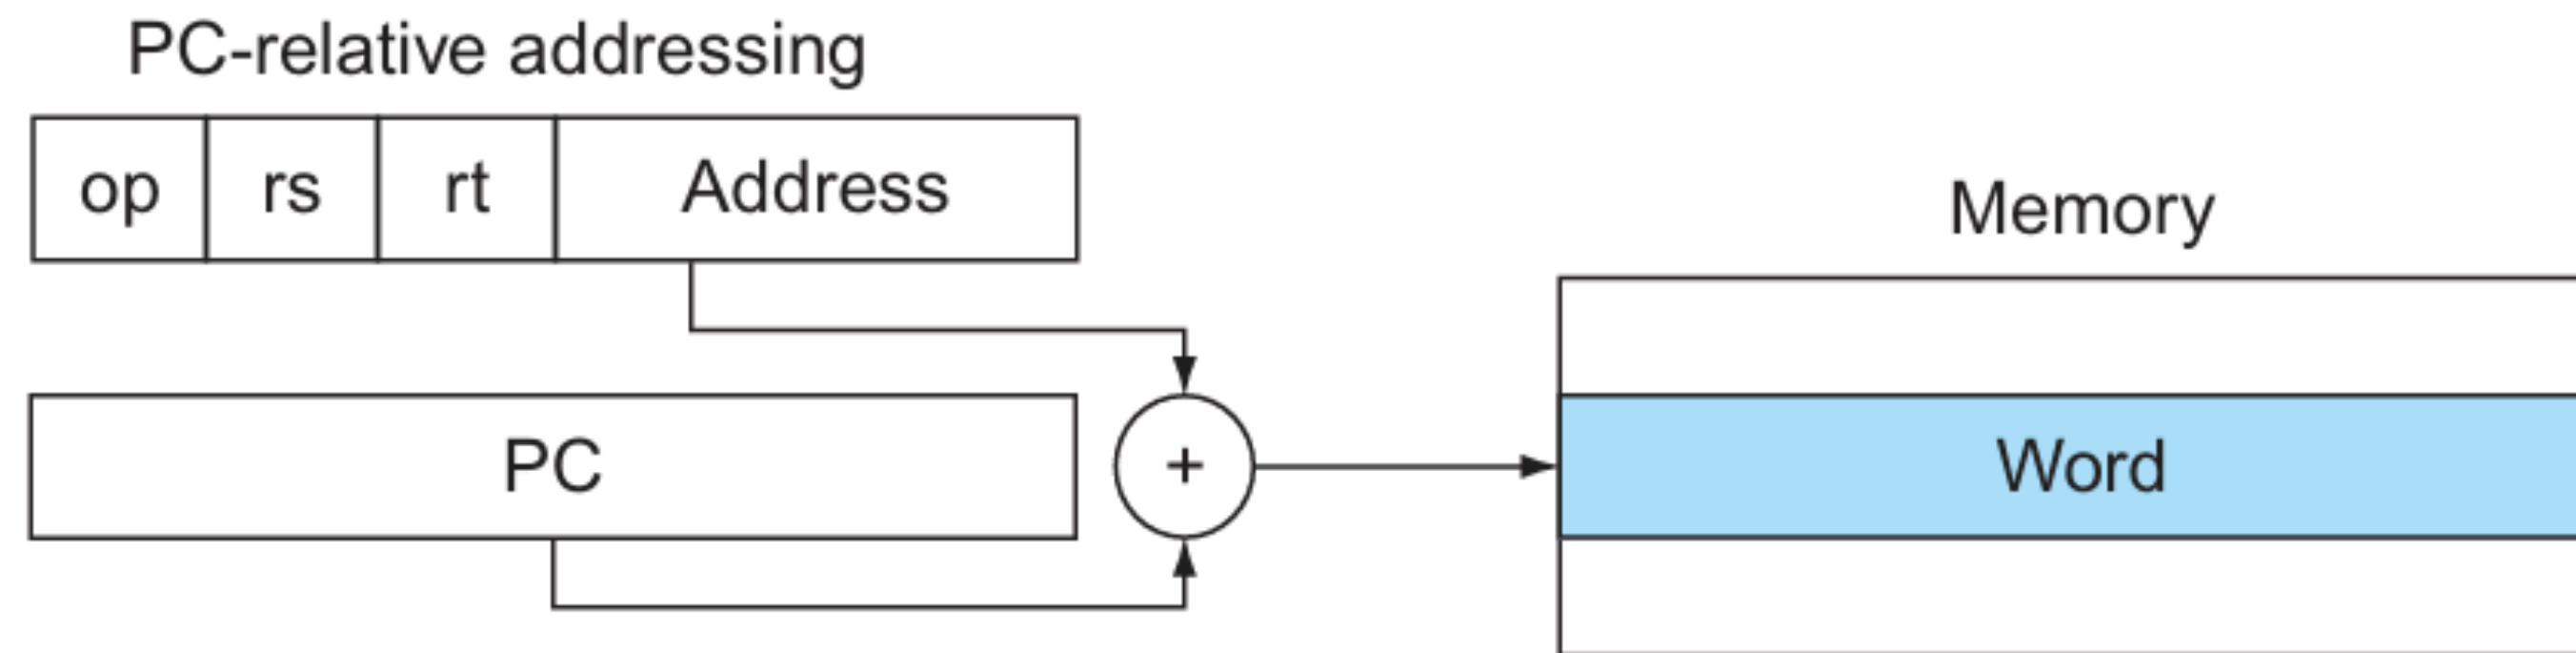 PC-relative addressing
op rs rt Address
Memory
PC + Word